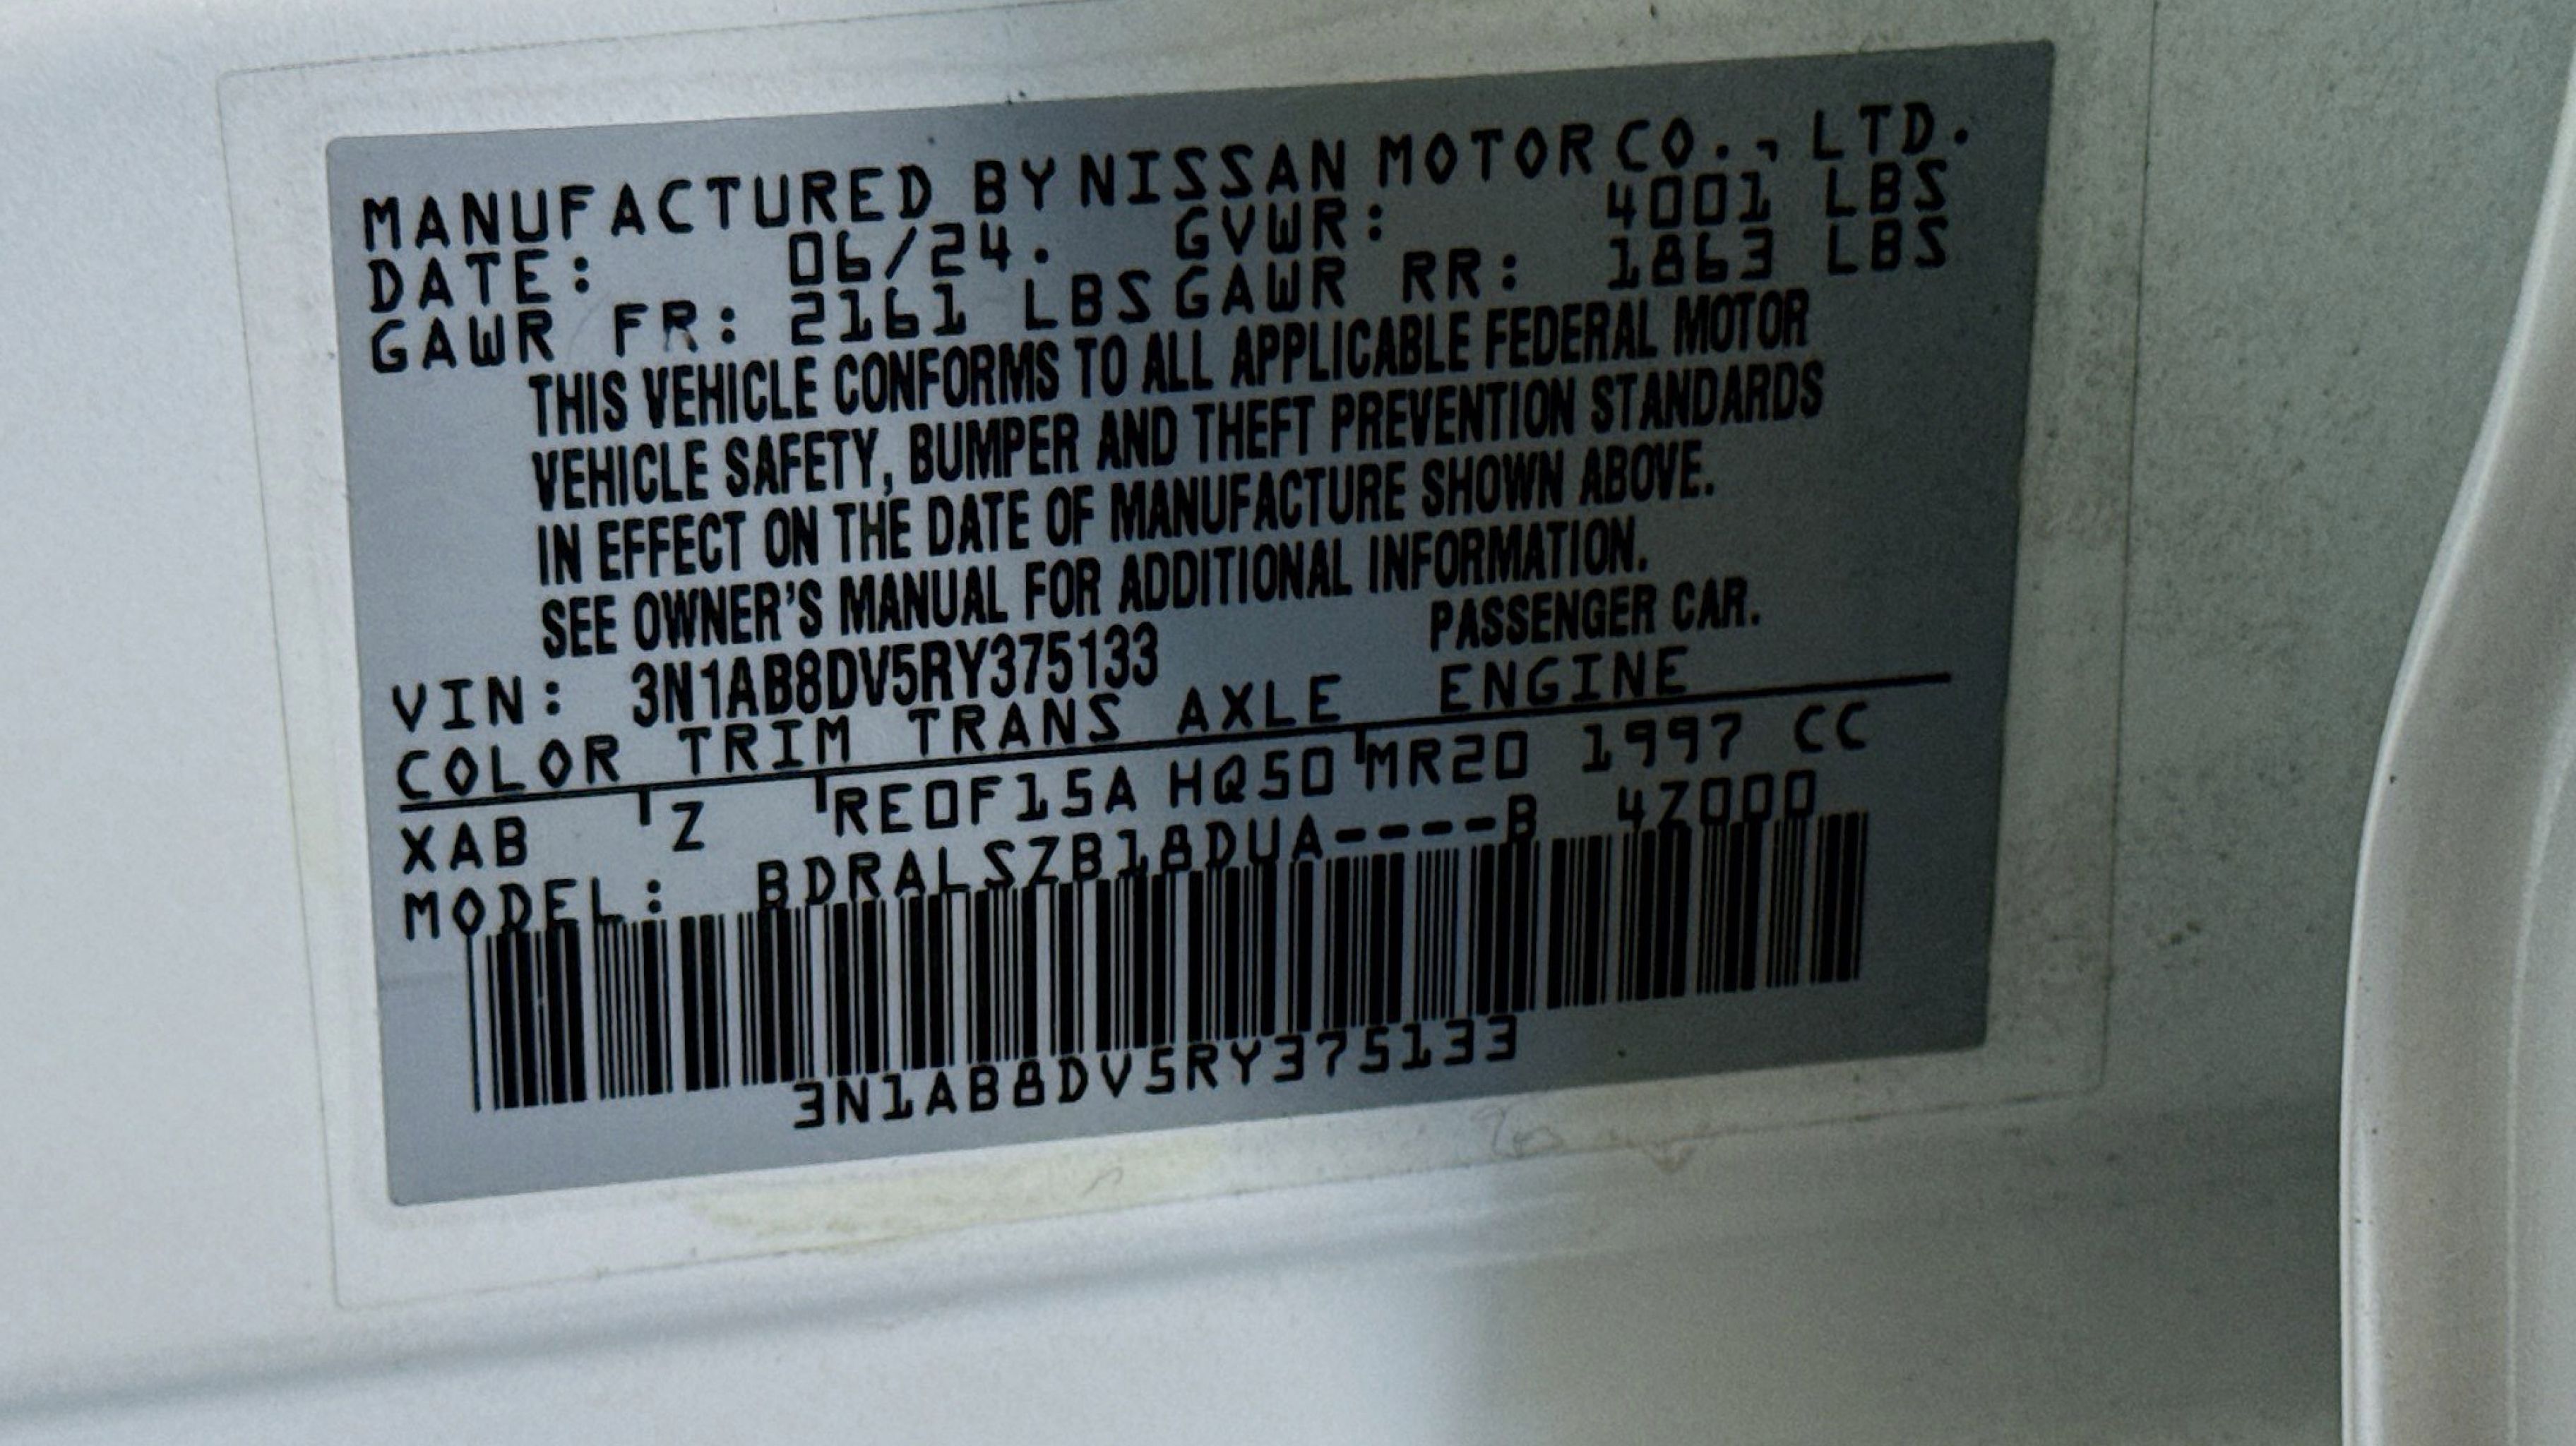 MANUFACTURED BY NISSAN MOTOR CO., LTD.
DATE: 06/24. GVWR: 4001 LBS
GAWR FR: 2161 LBS GAWR RR: 1863 LBS
THIS VEHICLE CONFORMS TO ALL APPLICABLE FEDERAL MOTOR
VEHICLE SAFETY, BUMPER AND THEFT PREVENTION STANDARDS
IN EFFECT ON THE DATE OF MANUFACTURE SHOWN ABOVE.
SEE OWNER'S MANUAL FOR ADDITIONAL INFORMATION.
VIN: 3N1AB8DV5RY375133 PASSENGER CAR.
COLOR TRIM TRANS AXLE ENGINE
XAB Z RE0F15A HQ50 MR20 1997 CC
MODEL: BDRALSZB18DUA----B 4Z000
3N1AB8DV5RY375133